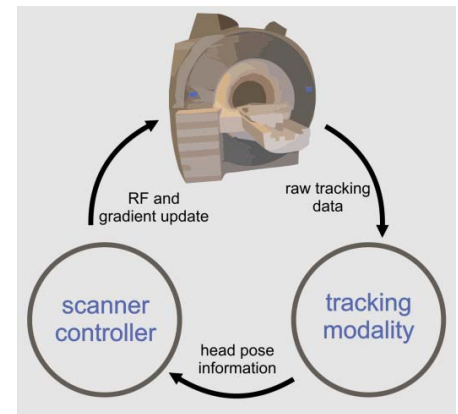 RF and
gradient update
raw tracking
data
scanner
controller
tracking
modality
head pose
information